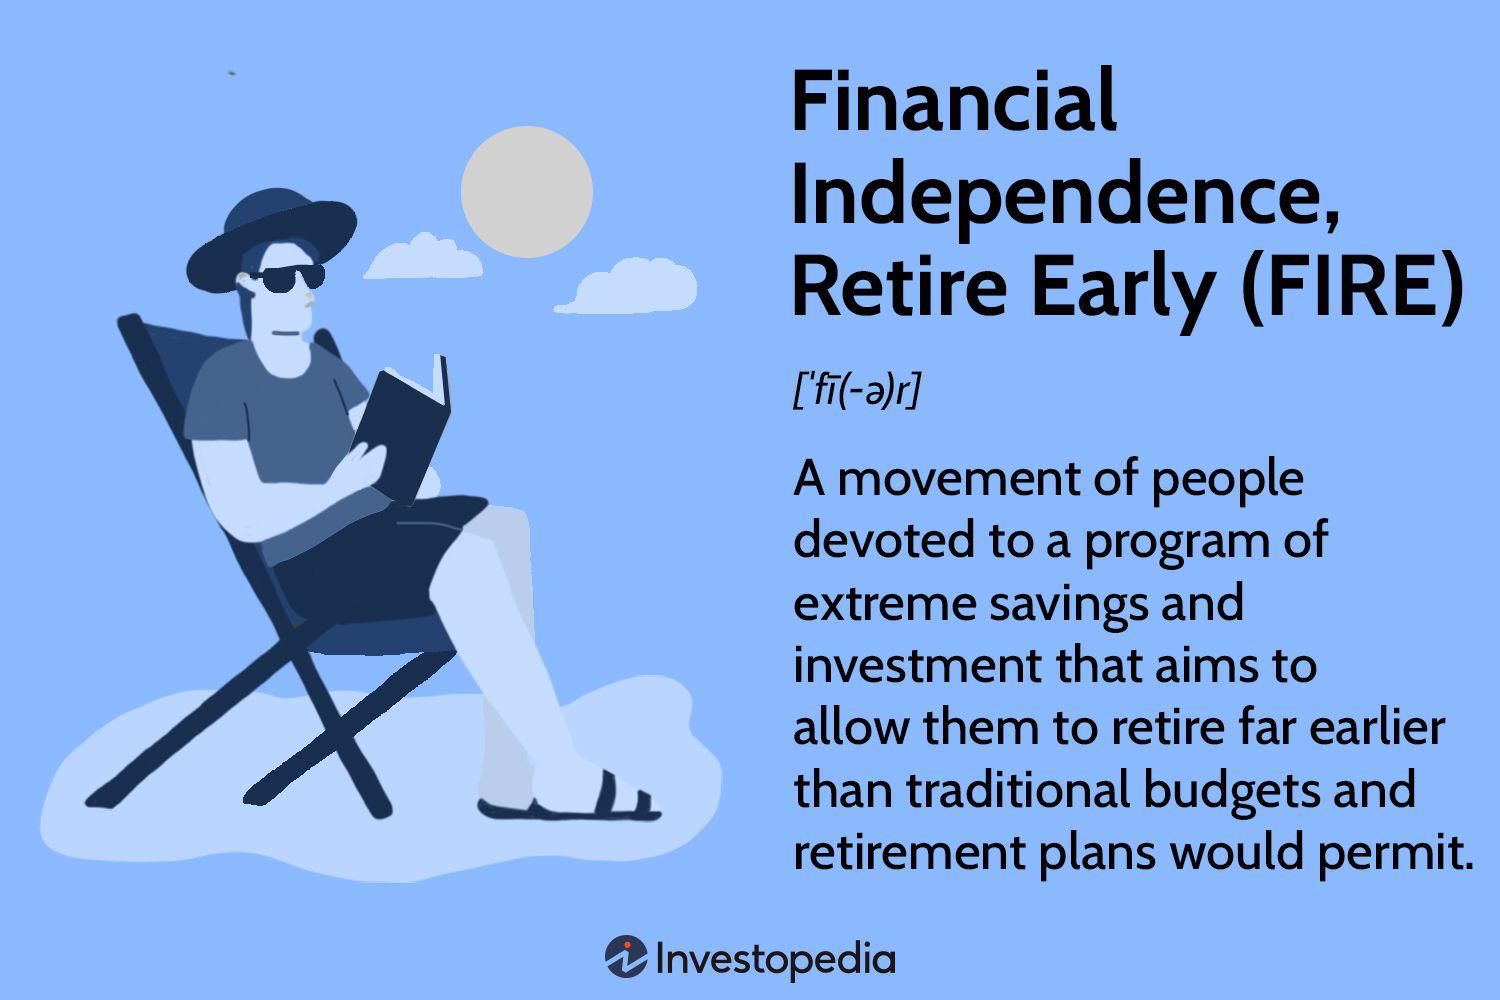 Financial
Independence,
Retire Early (FIRE)
[ˈfī(-ə)r]
A movement of people
devoted to a program of
extreme savings and
investment that aims to
allow them to retire far earlier
than traditional budgets and
retirement plans would permit.
Investopedia